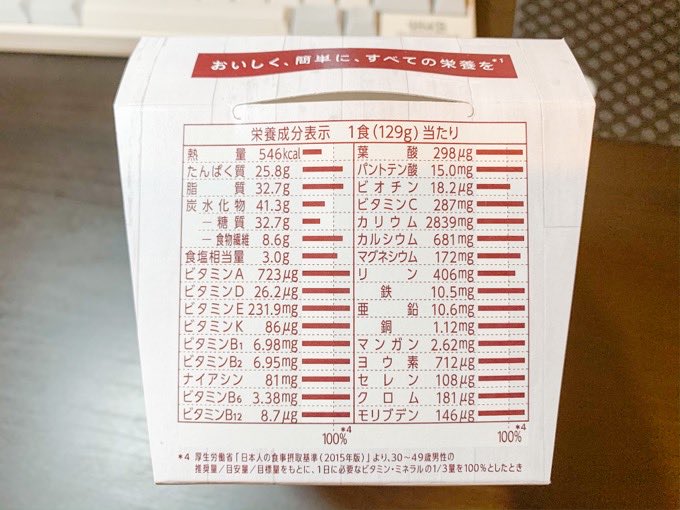 おいしく、簡単に、すべての栄養を*1
栄養成分表示 1食(129g)当たり
熱量 546kcal
たんぱく質 25.8g
脂質 32.7g
炭水化物 41.3g
－糖質 32.7g
－食物繊維 8.6g
食塩相当量 3.0g
ビタミンA 723μg
ビタミンD 26.2μg
ビタミンE 231.9mg
ビタミンK 86μg
ビタミンB1 6.98mg
ビタミンB2 6.95mg
ナイアシン 81mg
ビタミンB6 3.38mg
ビタミンB12 8.7μg
100%*4
葉酸 298μg
パントテン酸 15.0mg
ビオチン 18.2μg
ビタミンC 287mg
カリウム 2839mg
カルシウム 681mg
マグネシウム 172mg
リン 406mg
鉄 10.5mg
亜鉛 10.6mg
銅 1.12mg
マンガン 2.62mg
ヨウ素 712μg
セレン 108μg
クロム 181μg
モリブデン 146μg
100%*4
*4 厚生労働省「日本人の食事摂取基準(2015年版)」より、30～49歳男性の
推奨量/目安量/目標量をもとに、1日に必要なビタミン・ミネラルの1/3量を100%としたとき